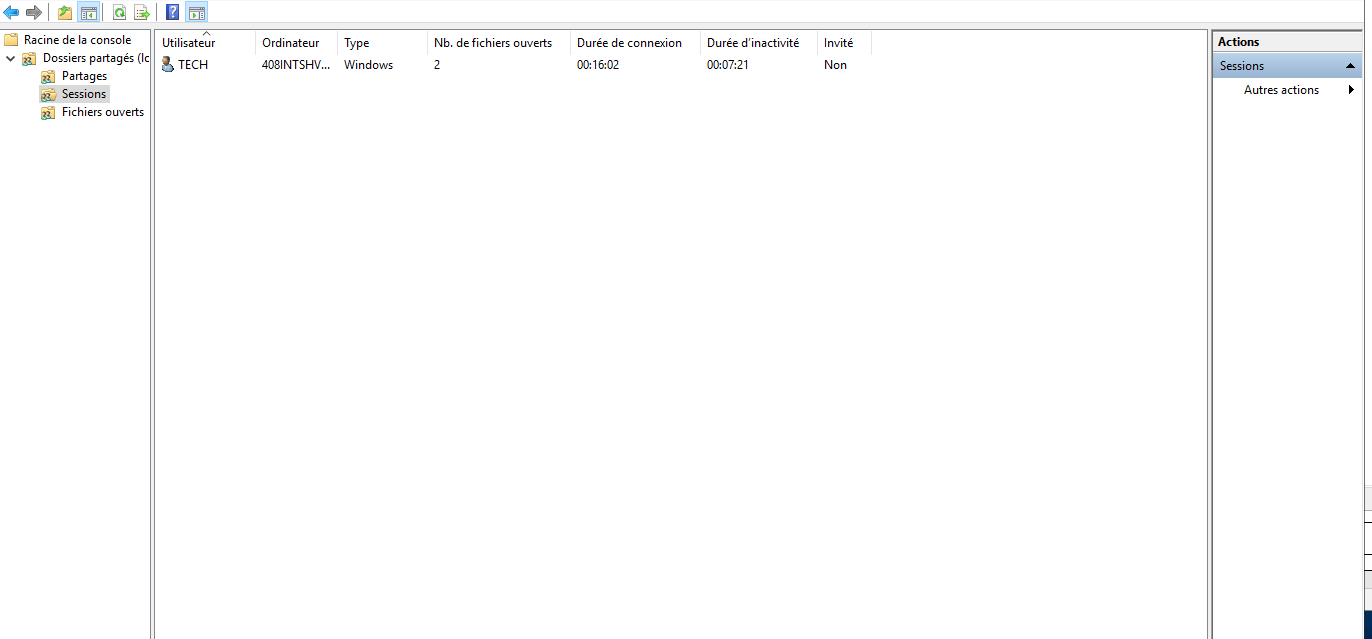 Racine de la console
Dossiers partagés (lc
Partages
Sessions
Fichiers ouverts
Utilisateur Ordinateur Type Nb. de fichiers ouverts Durée de connexion Durée d'inactivité Invité
TECH 408INTSHV... Windows 2 00:16:02 00:07:21 Non
Actions
Sessions
Autres actions